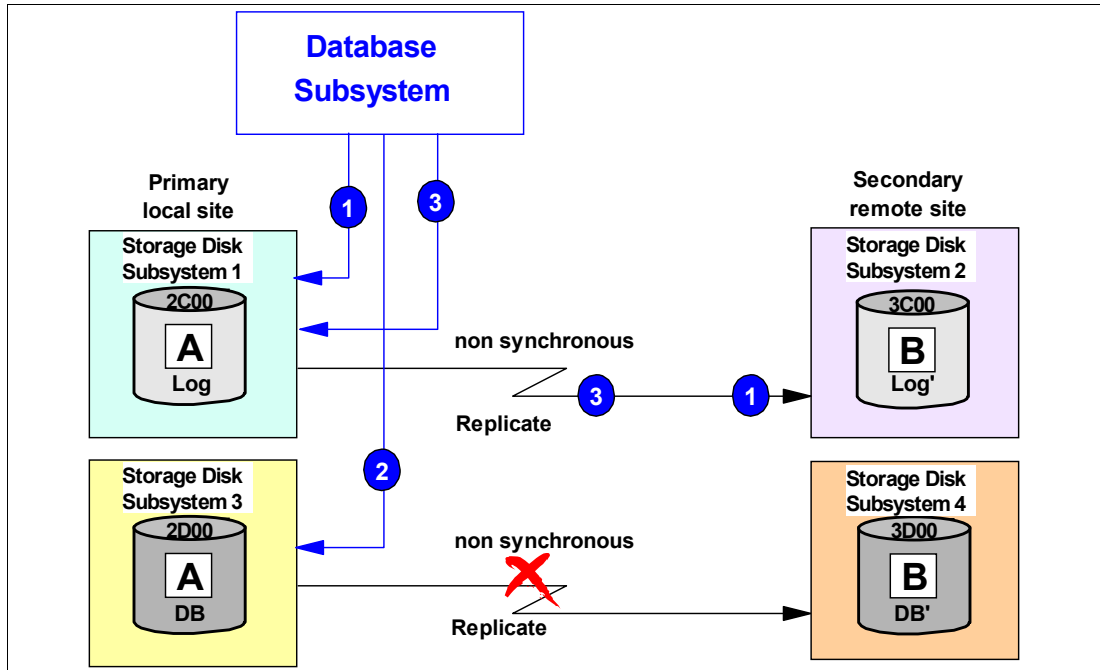 Database
Subsystem
1
3
2
Primary
local site
Storage Disk
Subsystem 1
2C00
A
Log
Secondary
remote site
Storage Disk
Subsystem 2
3C00
B
Log'
non synchronous
3
1
Replicate
Storage Disk
Subsystem 3
2D00
A
DB
non synchronous
Replicate
Storage Disk
Subsystem 4
3D00
B
DB'